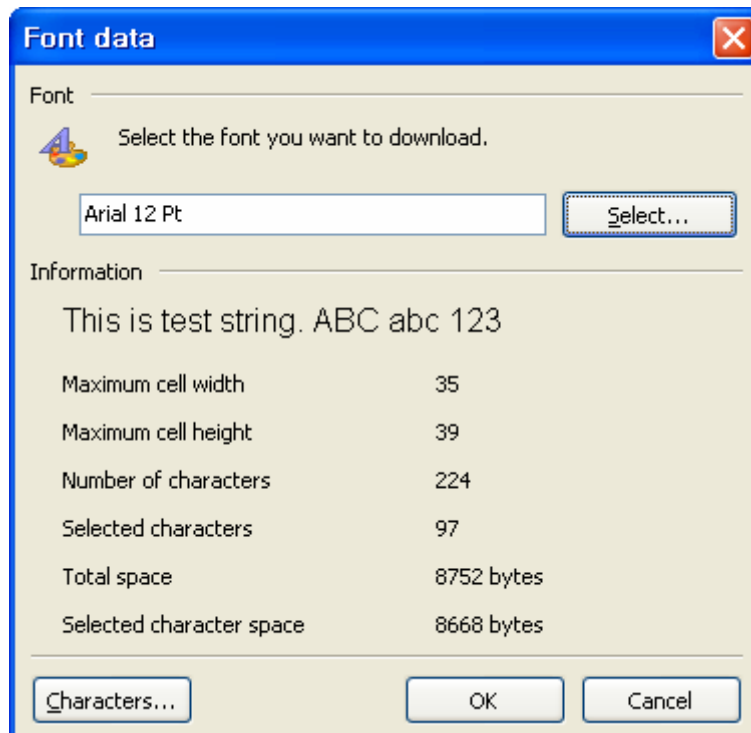 Font data
Font
Select the font you want to download.
Arial 12 Pt
Select...
Information
This is test string. ABC abc 123
Maximum cell width 35
Maximum cell height 39
Number of characters 224
Selected characters 97
Total space 8752 bytes
Selected character space 8668 bytes
Characters... OK Cancel